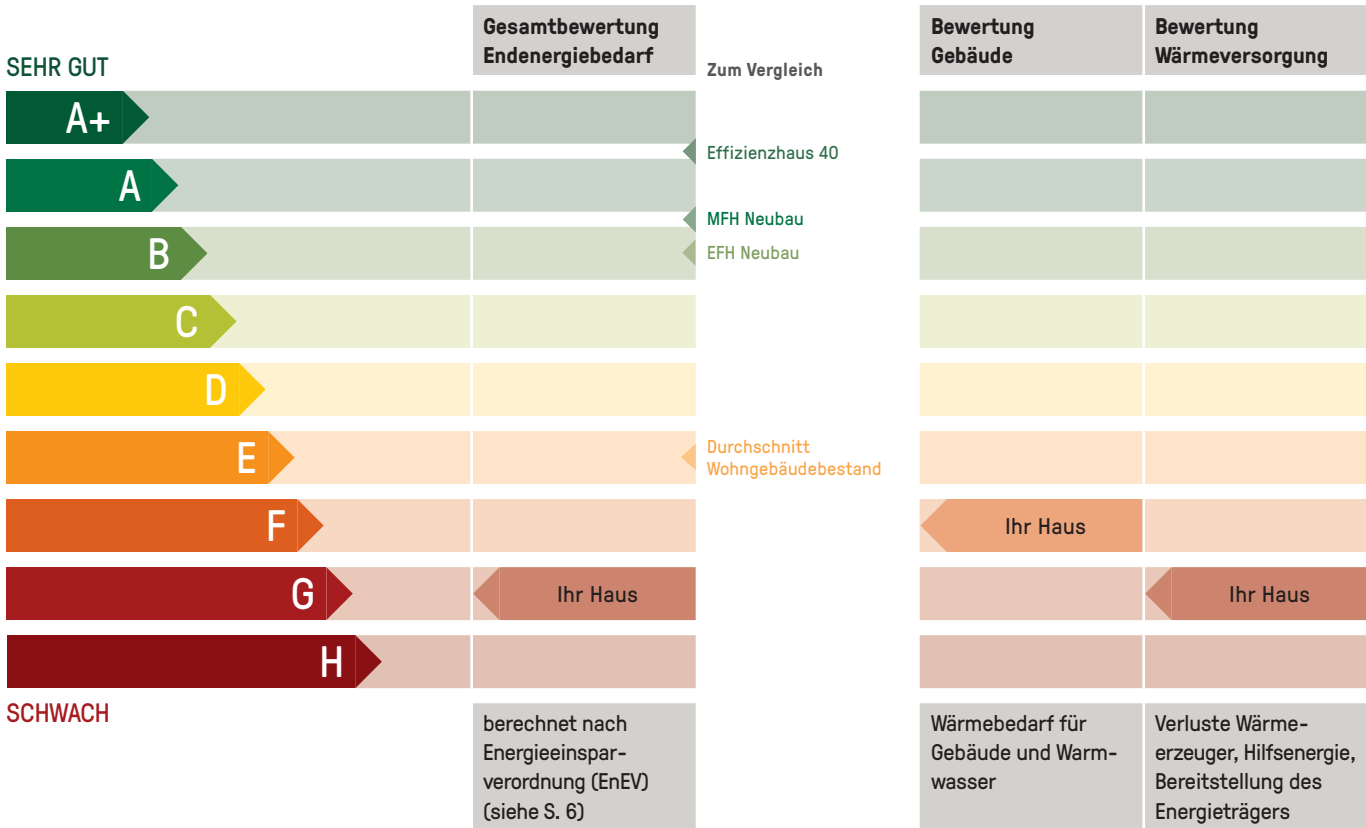 SEHR GUT
Gesamtbewertung
Endenergiebedarf
Zum Vergleich
Bewertung
Gebäude
Bewertung
Wärmeversorgung
A+
Effizienzhaus 40
A
MFH Neubau
B
EFH Neubau
C
D
E
Durchschnitt
Wohngebäudebestand
F
Ihr Haus
G
Ihr Haus
Ihr Haus
H
SCHWACH
berechnet nach
Energieeinspar-
verordnung (EnEV)
(siehe S. 6)
Wärmebedarf für
Gebäude und Warm-
wasser
Verluste Wärme-
erzeuger, Hilfsenergie,
Bereitstellung des
Energieträgers